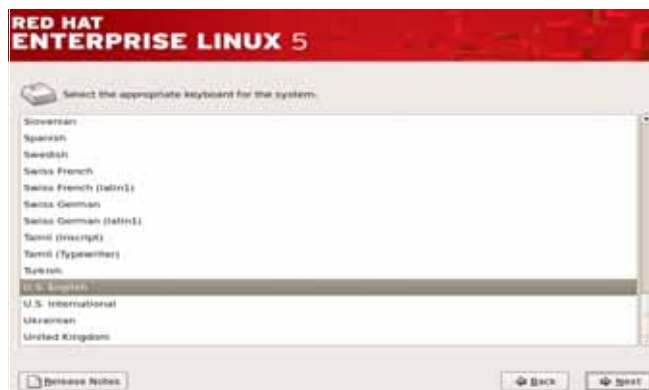 RED HAT
ENTERPRISE LINUX 5
Select the appropriate keyboard for the system.
Slovenian
Spanish
Swedish
Swiss French
Swiss French (latin1)
Swiss German
Swiss German (latin1)
Tamil (Inscript)
Tamil (Typewriter)
Turkish
U.S. English
U.S. International
Ukrainian
United Kingdom
Release Notes
Back
Next